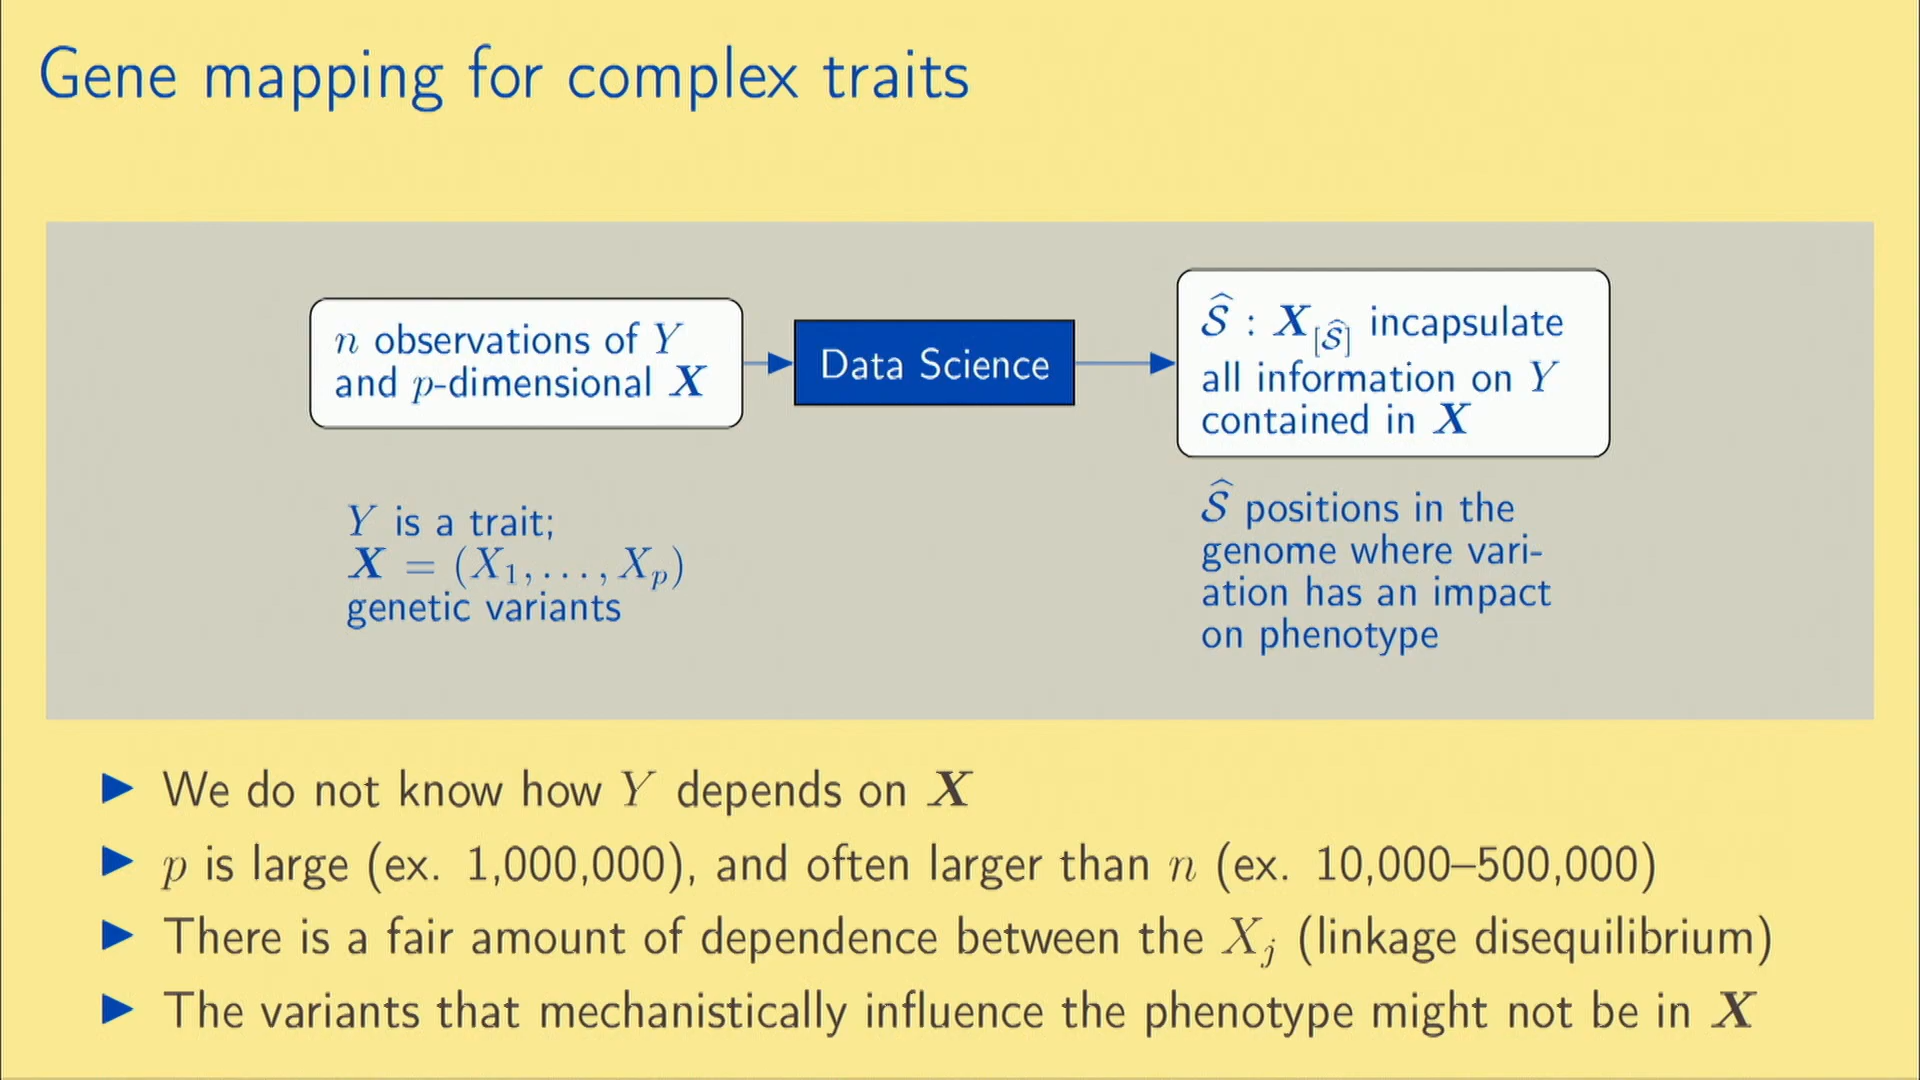 Gene mapping for complex traits
n observations of Y
and p-dimensional X
Data Science
Ŝ : X[Ŝ] incapsulate
all information on Y
contained in X
Y is a trait;
X = (X₁, . . . , Xₚ)
genetic variants
Ŝ positions in the
genome where vari-
ation has an impact
on phenotype
▶ We do not know how Y depends on X
▶ p is large (ex. 1,000,000), and often larger than n (ex. 10,000–500,000)
▶ There is a fair amount of dependence between the Xⱼ (linkage disequilibrium)
▶ The variants that mechanistically influence the phenotype might not be in X